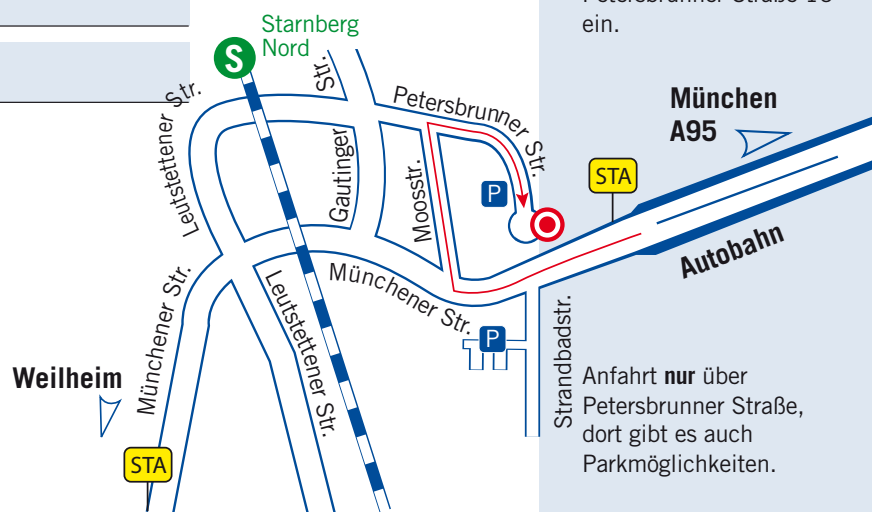 ein.
Starnberg
Nord
S
Str.
Leutstettener Str.
Petersbrunner Str.
München
A95
Gautinger
Moosstr.
P
STA
Autobahn
Münchener Str.
Leutstettener Str.
Münchener Str.
P
Strandbadstr.
Weilheim
STA
Anfahrt nur über
Petersbrunner Straße,
dort gibt es auch
Parkmöglichkeiten.